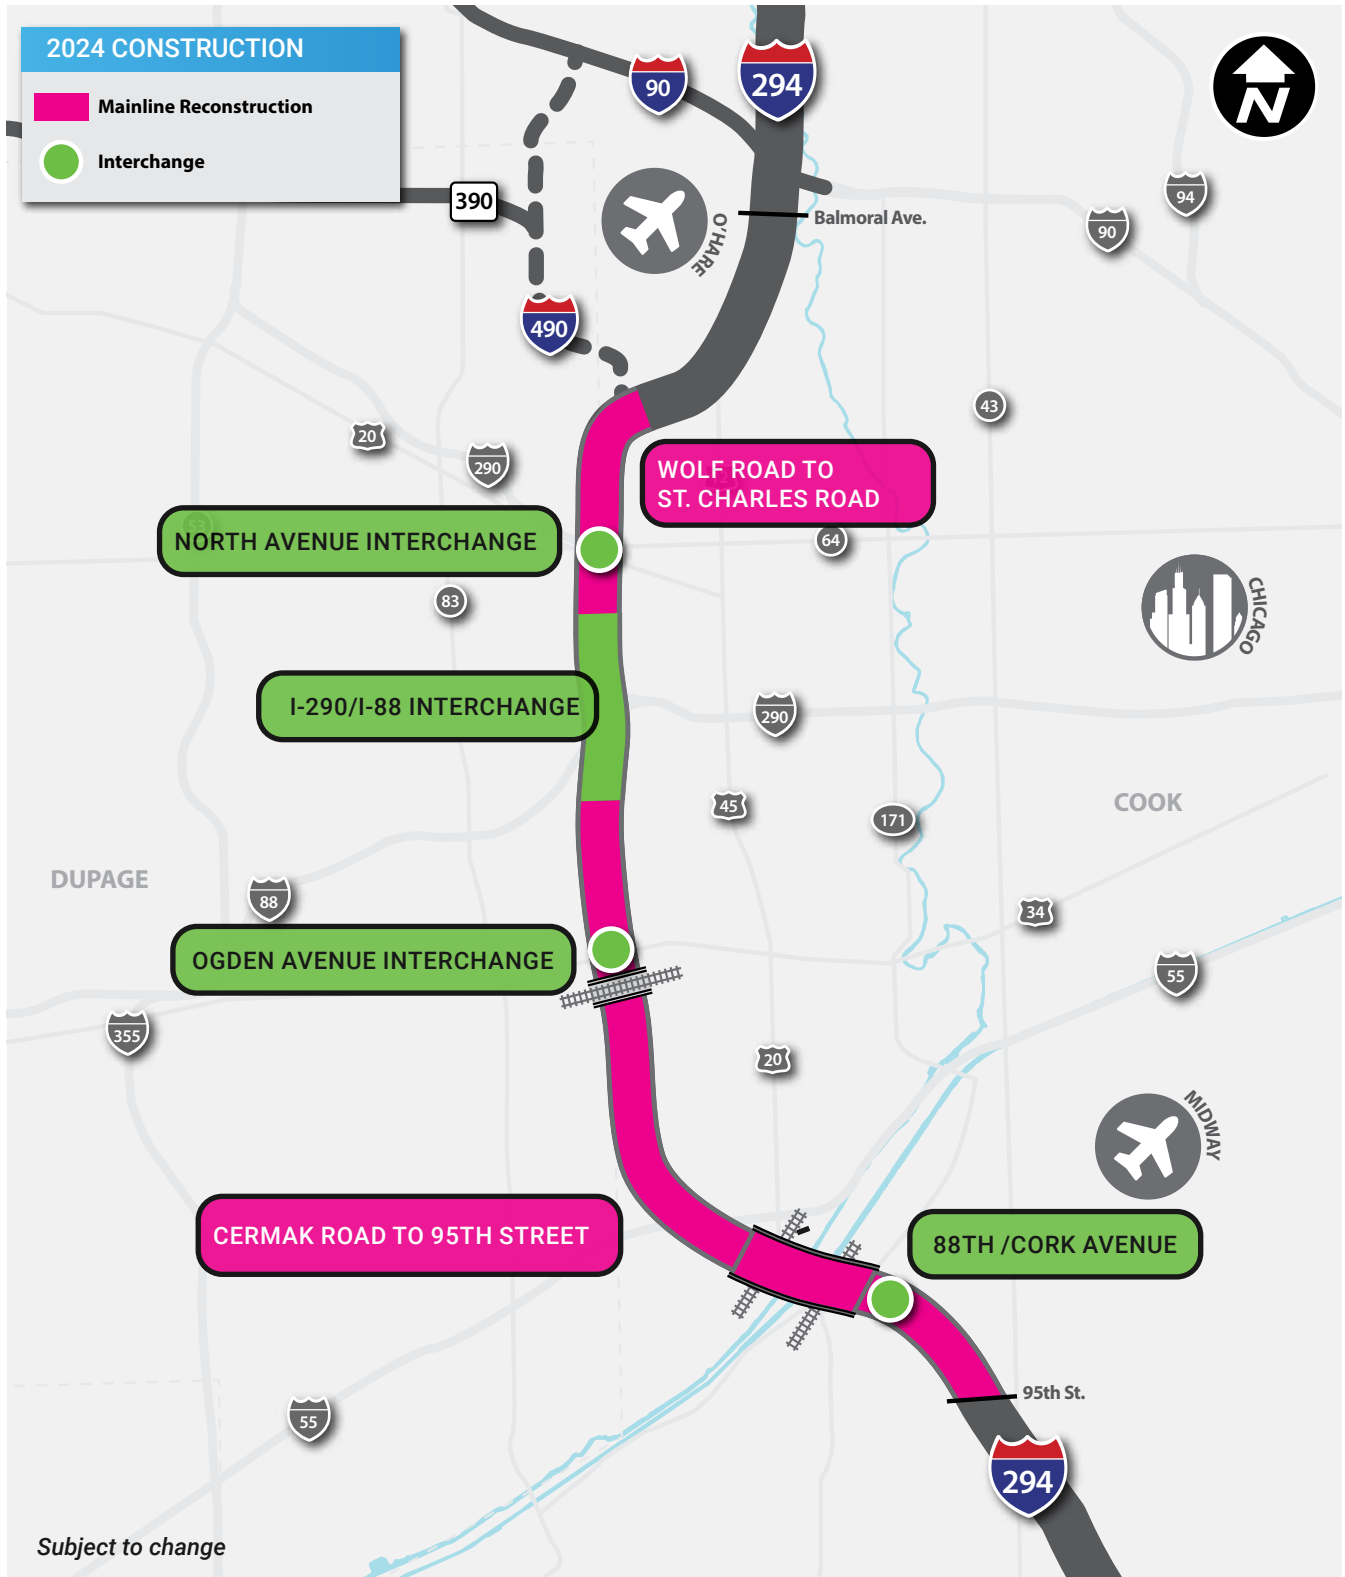 2024 CONSTRUCTION
Mainline Reconstruction
Interchange
90
294
N
94
390
O'HARE
Balmoral Ave.
90
490
43
20
290
WOLF ROAD TO
ST. CHARLES ROAD
53
NORTH AVENUE INTERCHANGE
64
83
CHICAGO
I-290/I-88 INTERCHANGE
290
45
COOK
171
DUPAGE
88
34
OGDEN AVENUE INTERCHANGE
55
355
20
MIDWAY
CERMAK ROAD TO 95TH STREET
88TH /CORK AVENUE
95th St.
55
294
Subject to change